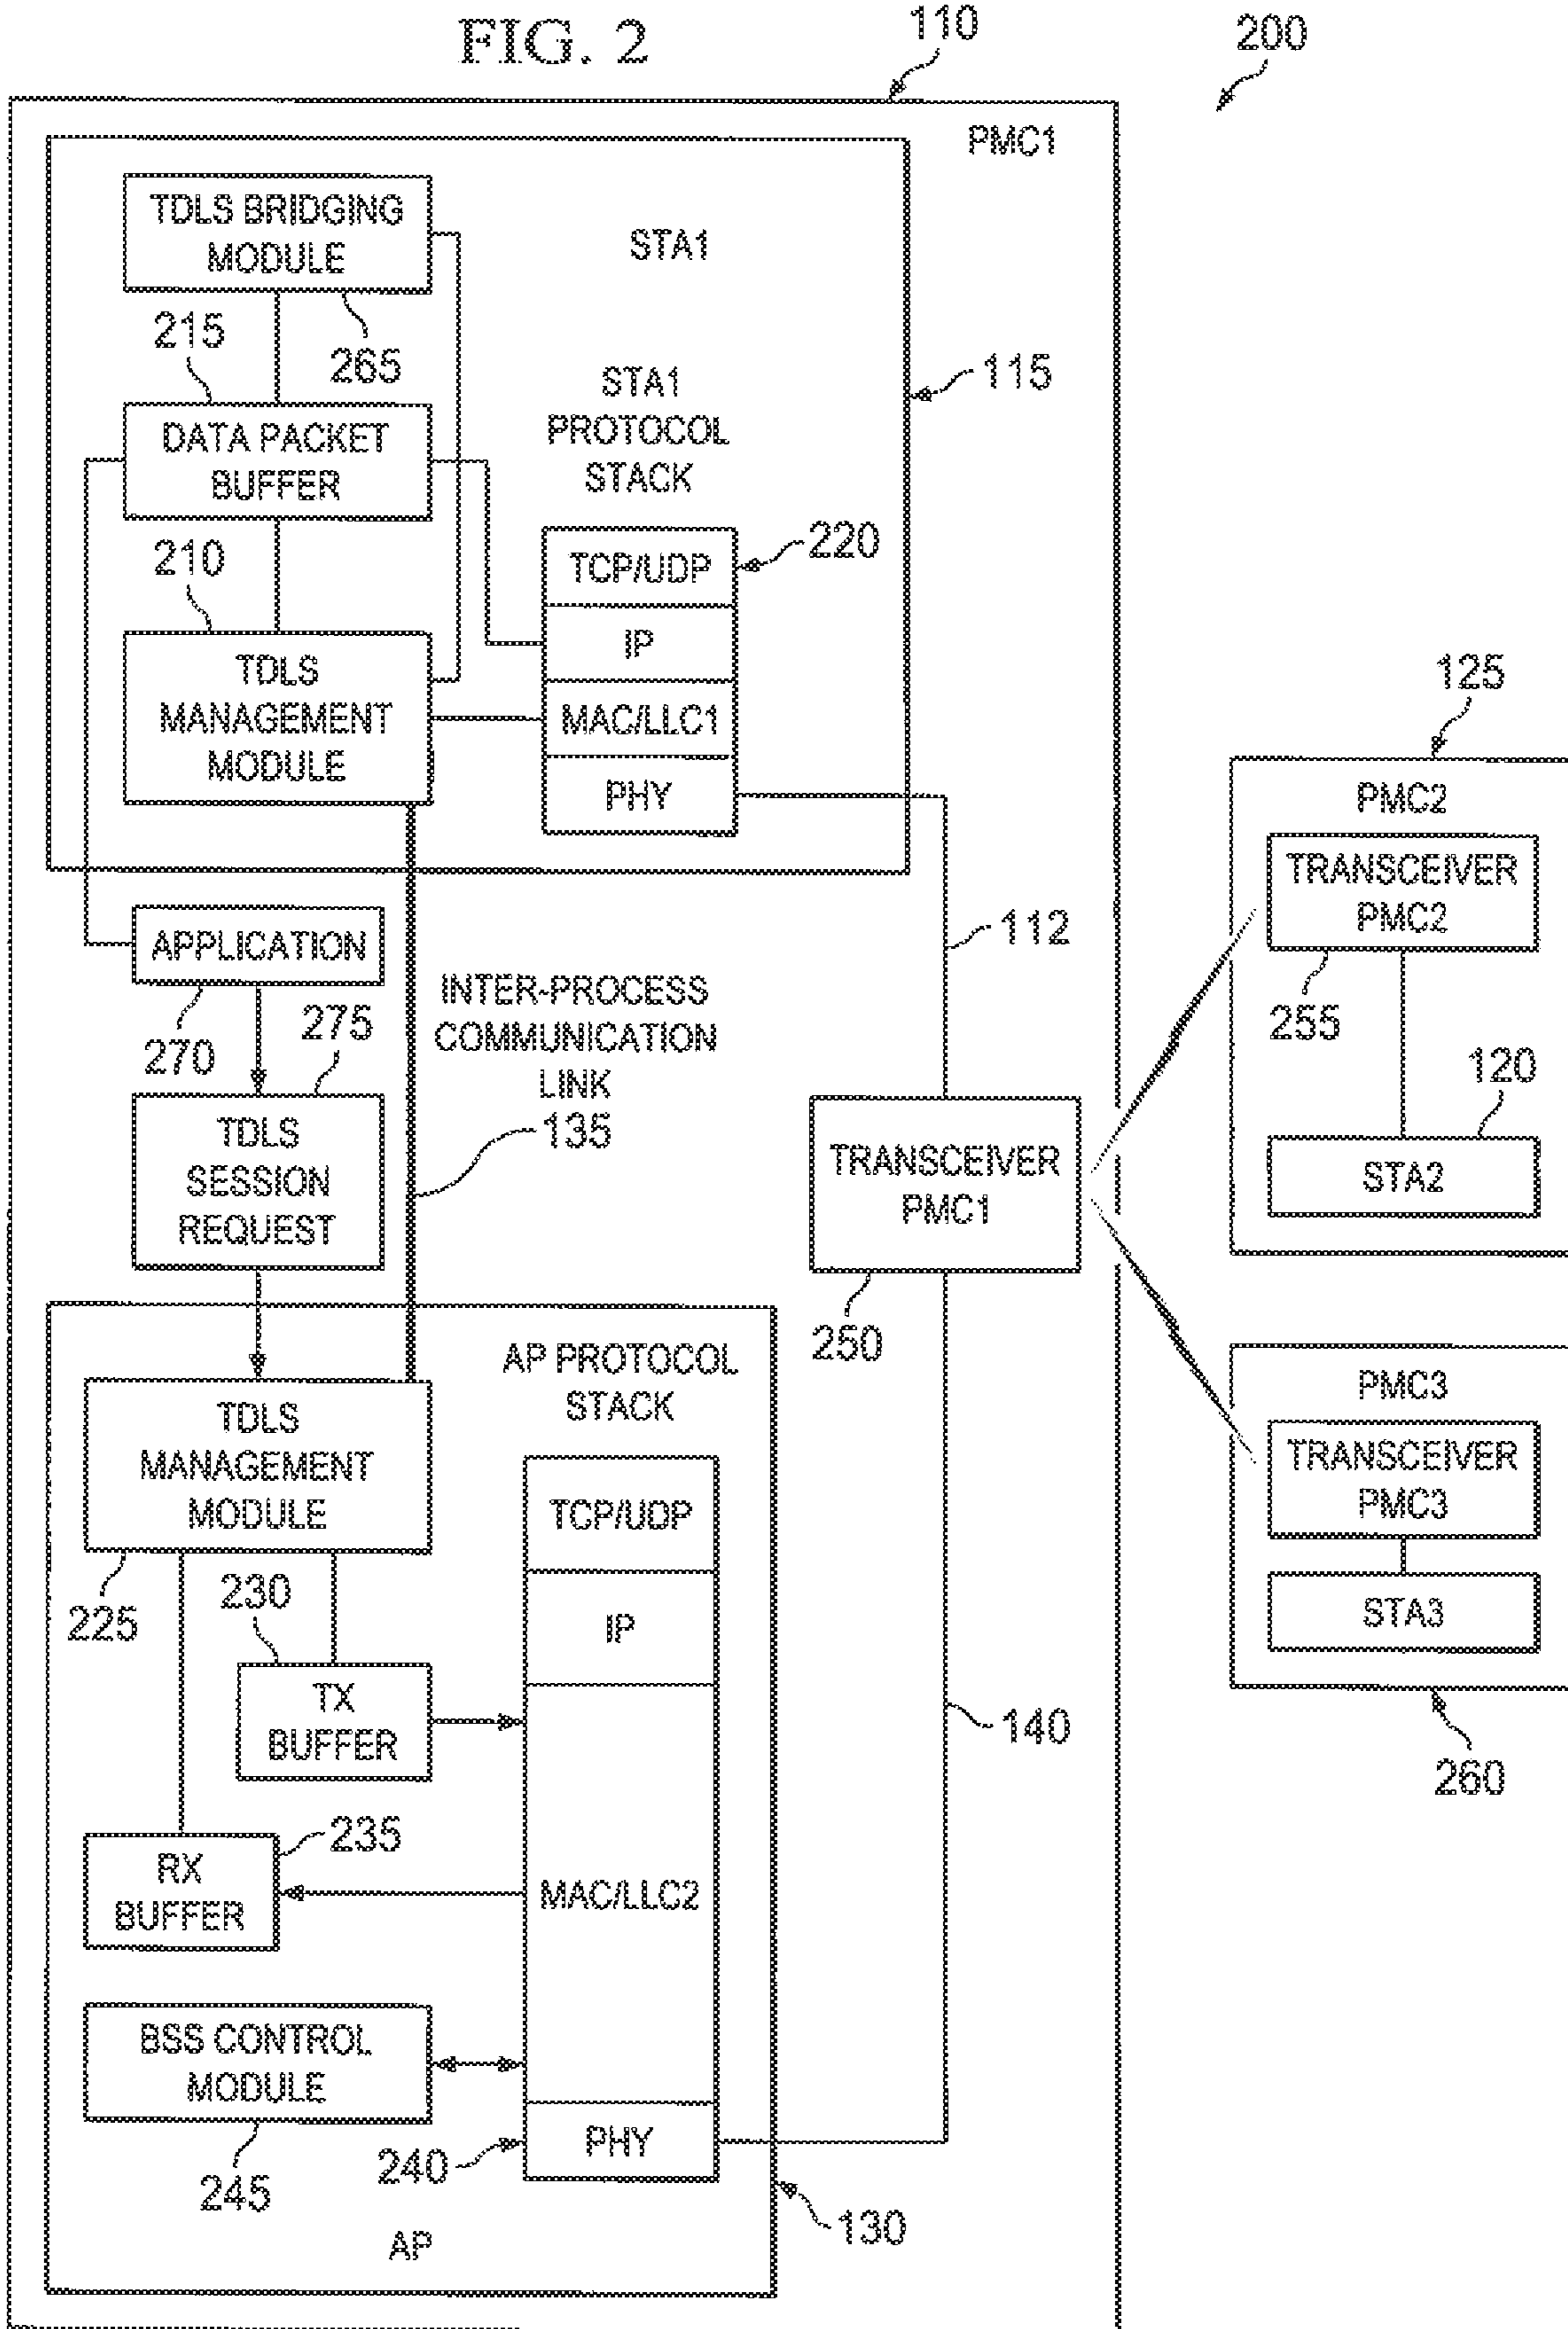 FIG. 2
110
200
PMC1
TDLS BRIDGING
MODULE
STA1
215
265
115
STA1
PROTOCOL
STACK
DATA PACKET
BUFFER
210
220
TCP/UDP
IP
MAC/LLC1
PHY
TDLS
MANAGEMENT
MODULE
125
PMC2
TRANSCEIVER
PMC2
255
120
STA2
112
APPLICATION
270
275
INTER-PROCESS
COMMUNICATION
LINK
135
TDLS
SESSION
REQUEST
TRANSCEIVER
PMC1
250
PMC3
TRANSCEIVER
PMC3
STA3
260
AP PROTOCOL
STACK
TDLS
MANAGEMENT
MODULE
225
230
TCP/UDP
IP
MAC/LLC2
PHY
TX
BUFFER
140
235
RX
BUFFER
BSS CONTROL
MODULE
245
240
130
AP